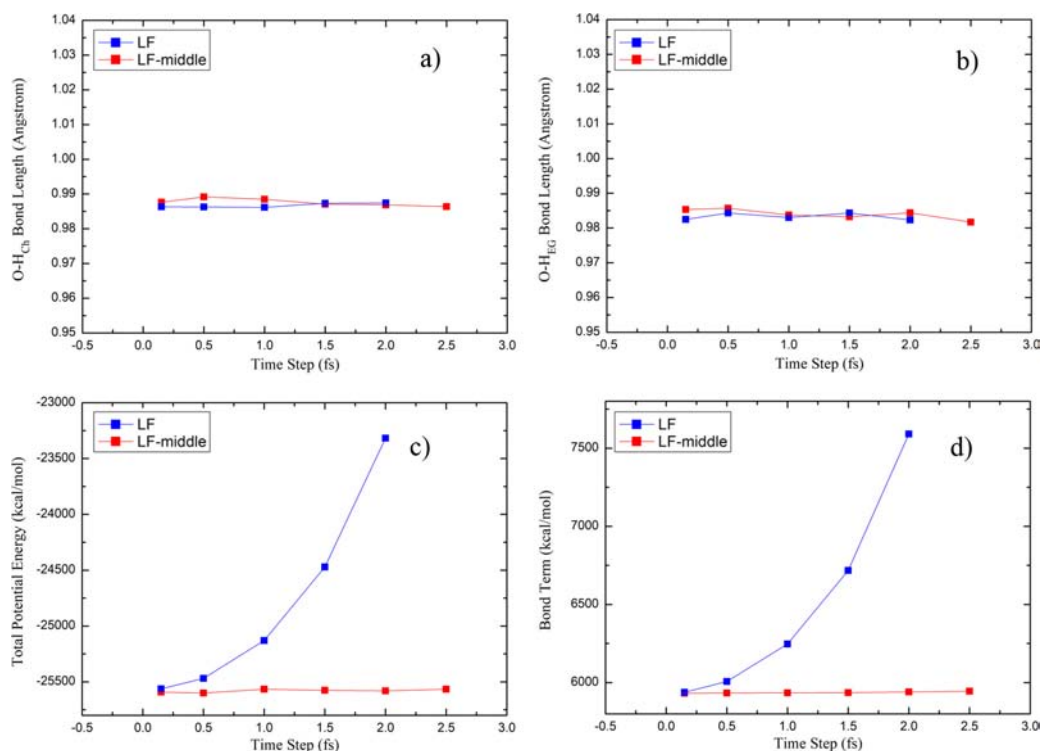 LF
LF-middle
a)
O-HCh Bond Length (Angstrom)
1.04
1.03
1.02
1.01
1.00
0.99
0.98
0.97
0.96
0.95
-0.5 0.0 0.5 1.0 1.5 2.0 2.5 3.0
Time Step (fs)
LF
LF-middle
b)
O-HEG Bond Length (Angstrom)
1.04
1.03
1.02
1.01
1.00
0.99
0.98
0.97
0.96
0.95
-0.5 0.0 0.5 1.0 1.5 2.0 2.5 3.0
Time Step (fs)
LF
LF-middle
c)
Total Potential Energy (kcal/mol)
-23000
-23500
-24000
-24500
-25000
-25500
-0.5 0.0 0.5 1.0 1.5 2.0 2.5 3.0
Time Step (fs)
LF
LF-middle
d)
Bond Term (kcal/mol)
7500
7000
6500
6000
-0.5 0.0 0.5 1.0 1.5 2.0 2.5 3.0
Time Step (fs)